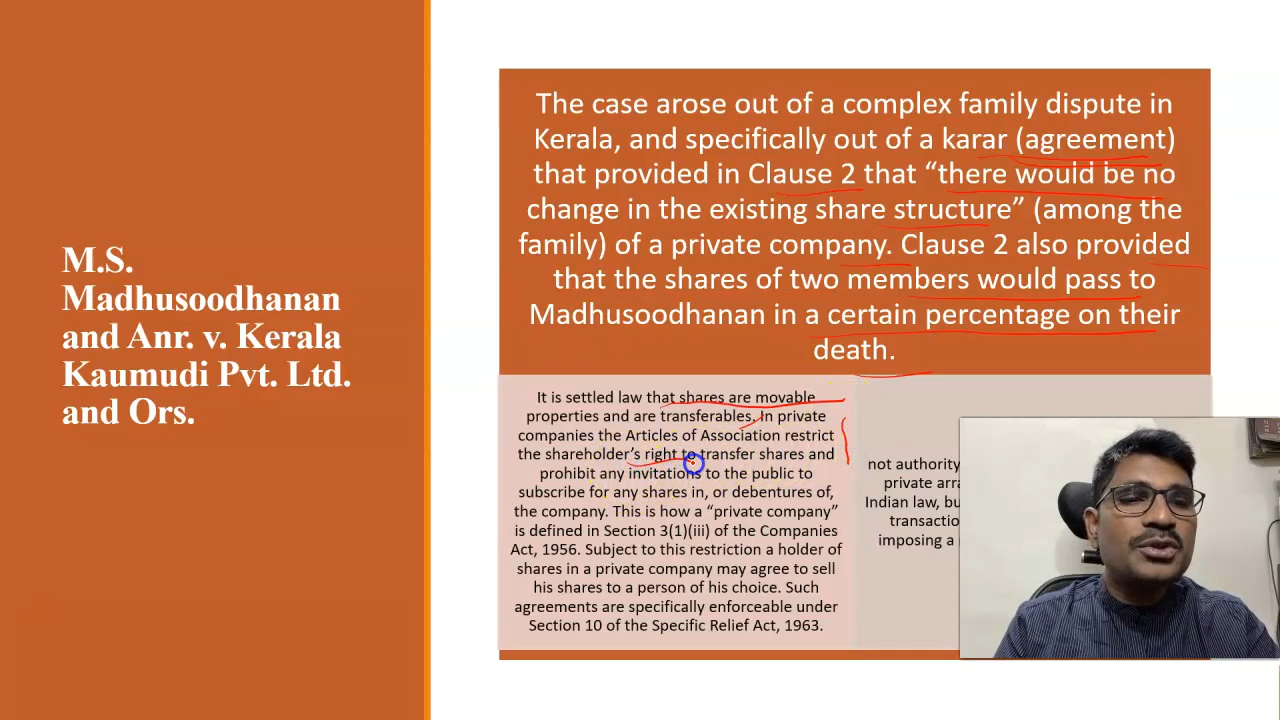 M.S.
Madhusoodhanan
and Anr. v. Kerala
Kaumudi Pvt. Ltd.
and Ors.
The case arose out of a complex family dispute in
Kerala, and specifically out of a karar (agreement)
that provided in Clause 2 that “there would be no
change in the existing share structure” (among the
family) of a private company. Clause 2 also provided
that the shares of two members would pass to
Madhusoodhanan in a certain percentage on their
death.
It is settled law that shares are movable
properties and are transferables. In private
companies the Articles of Association restrict
the shareholder’s right to transfer shares and
prohibit any invitations to the public to
subscribe for any shares in, or debentures of,
the company. This is how a “private company”
is defined in Section 3(1)(iii) of the Companies
Act, 1956. Subject to this restriction a holder of
shares in a private company may agree to sell
his shares to a person of his choice. Such
agreements are specifically enforceable under
Section 10 of the Specific Relief Act, 1963.
not authority
private
Indian law,
imposing a